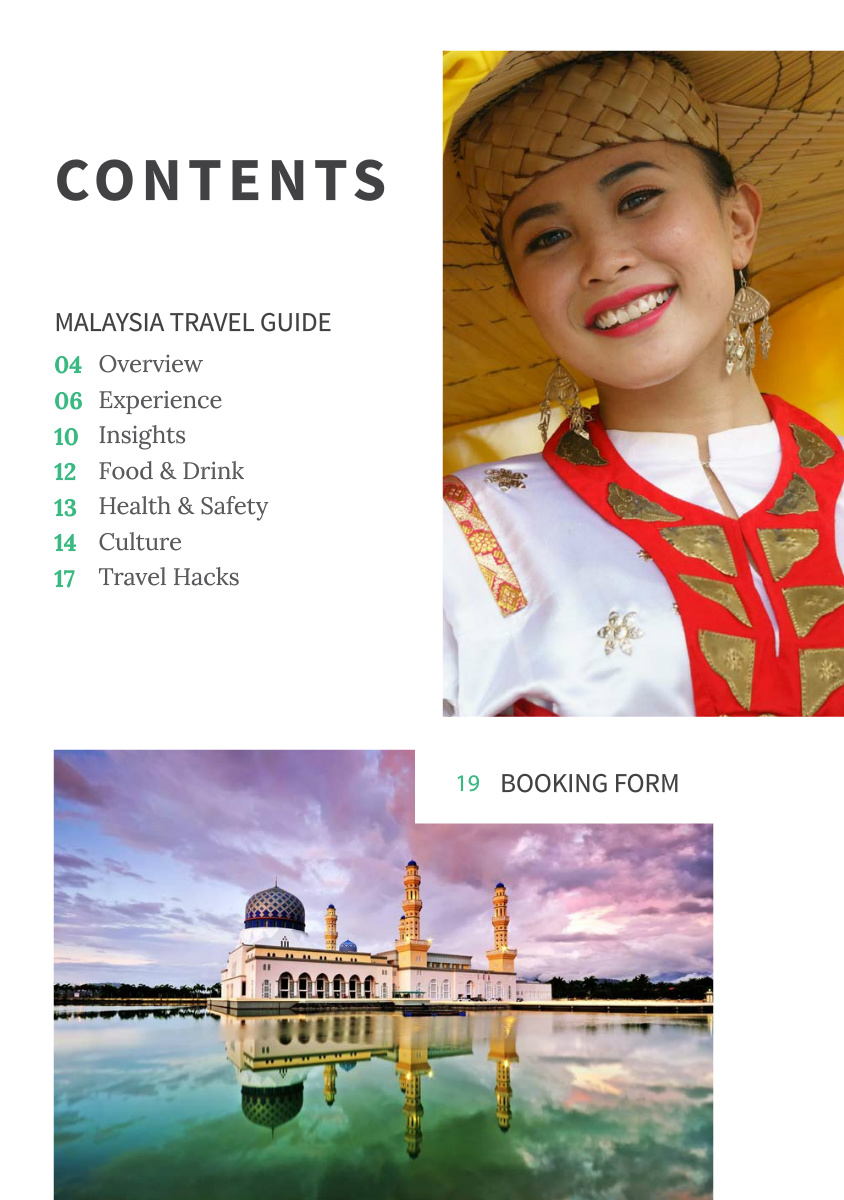 CONTENTS
MALAYSIA TRAVEL GUIDE
04 Overview
06 Experience
10 Insights
12 Food & Drink
13 Health & Safety
14 Culture
17 Travel Hacks
19 BOOKING FORM